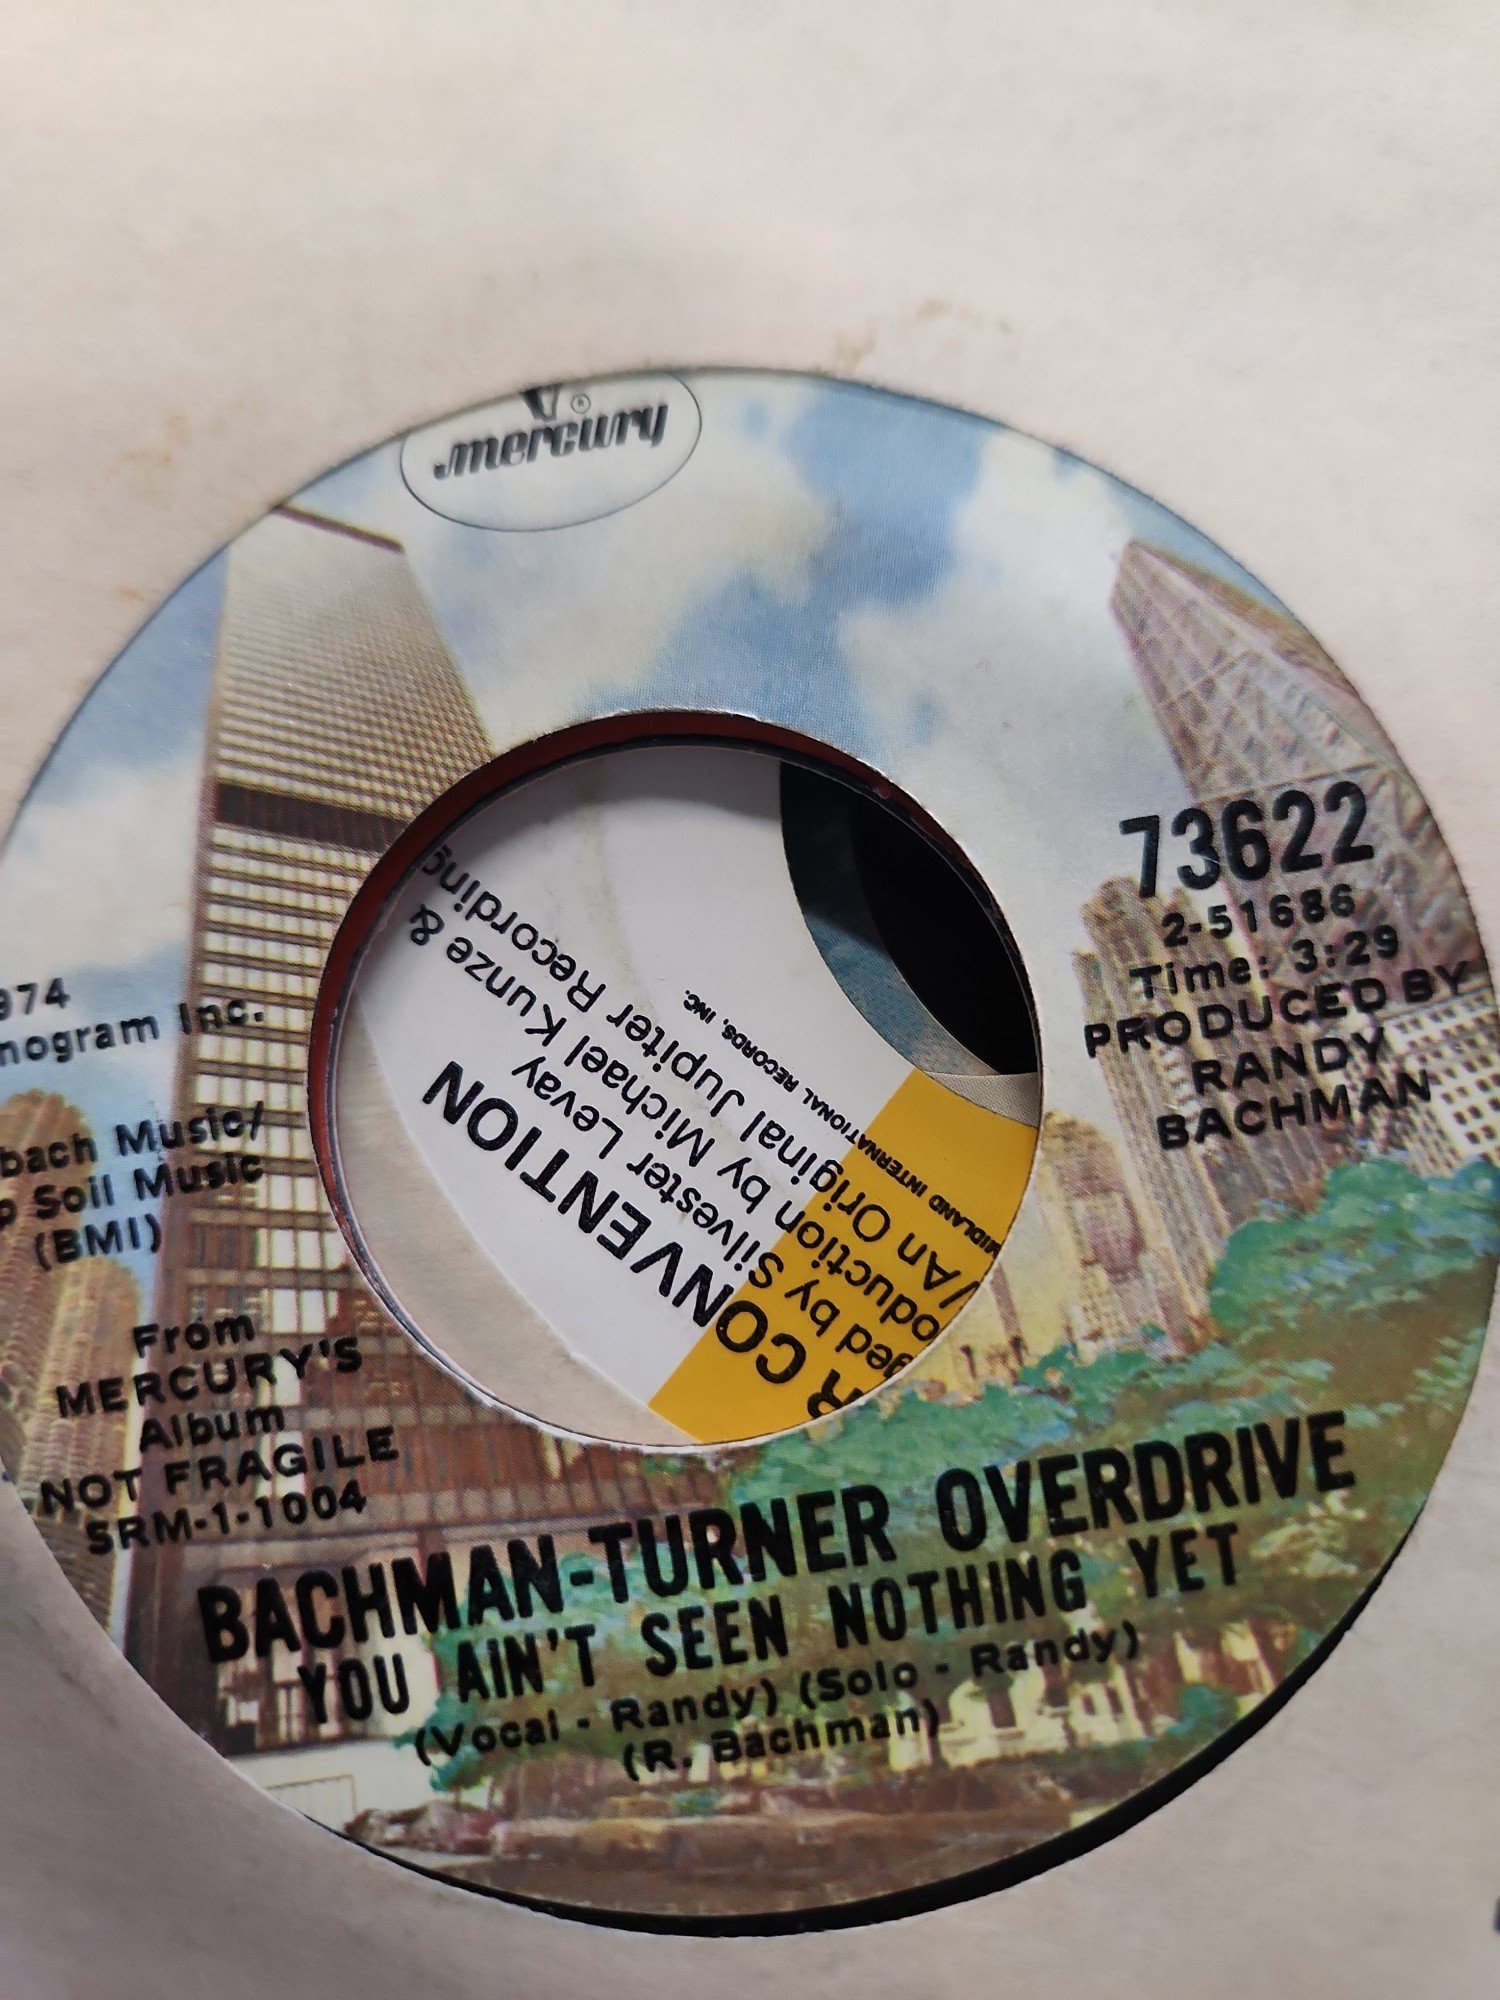 mercury
®
73622
2-51686
Time: 3:29
PRODUCED BY
RANDY
BACHMAN
974
nogram Inc.
bach Music/
Soil Music
(BMI)
From
MERCURY'S
Album
NOT FRAGILE
SRM-1-1004
BACHMAN-TURNER OVERDRIVE
YOU AIN'T SEEN NOTHING YET
(Vocal - Randy) (Solo - Randy)
(R. Bachman)
R CONVENTION
ged by Silvester Levay
oduction by Michael Kunze &
/An Original Jupiter Recording
MIDLAND INTERNATIONAL RECORDS, INC.